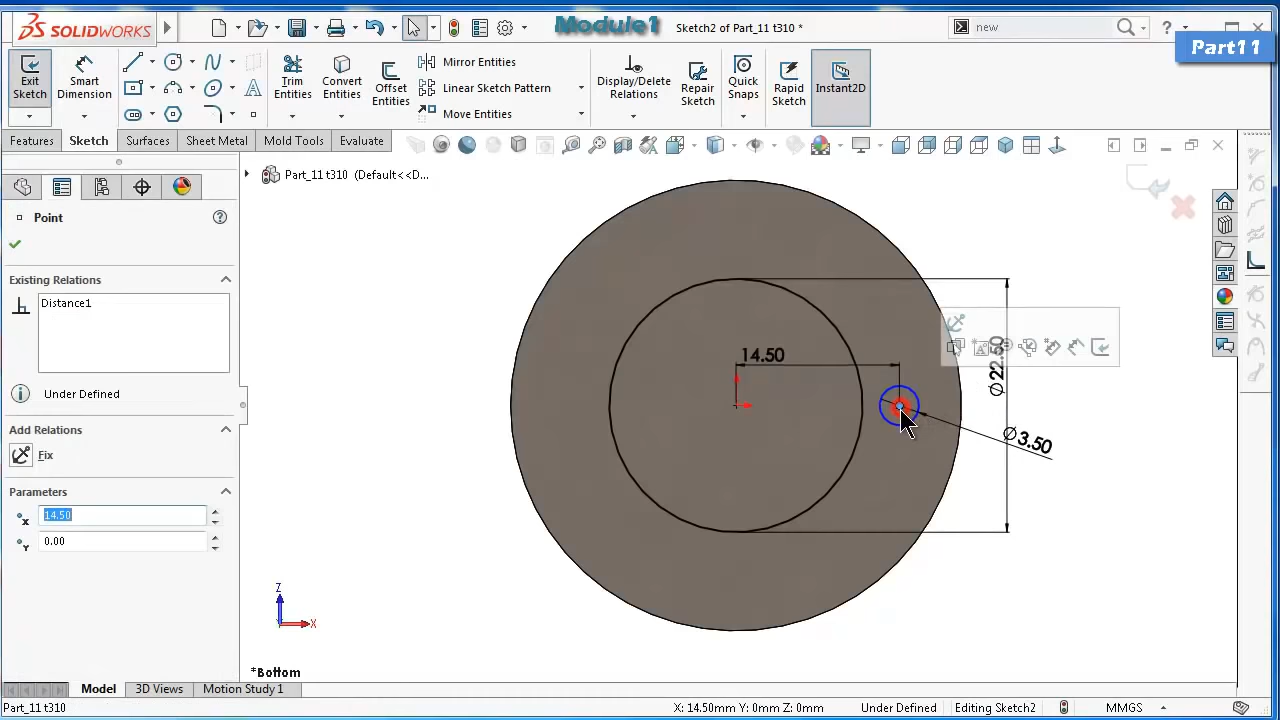 SOLIDWORKS
Module1
Sketch2 of Part_11 t310 *
new
Part11
Exit Sketch
Smart Dimension
Trim Entities
Convert Entities
Offset Entities
Mirror Entities
Linear Sketch Pattern
Move Entities
Display/Delete Relations
Repair Sketch
Quick Snaps
Rapid Sketch
Instant2D
Features
Sketch
Surfaces
Sheet Metal
Mold Tools
Evaluate
Part_11 t310 (Default<<D...
Point
Existing Relations
Distance1
Under Defined
Add Relations
Fix
Parameters
x
14.50
y
0.00
14.50
Ø22.50
Ø3.50
Z
X
*Bottom
Model
3D Views
Motion Study 1
Part_11 t310
X: 14.50mm Y: 0mm Z: 0mm
Under Defined
Editing Sketch2
MMGS